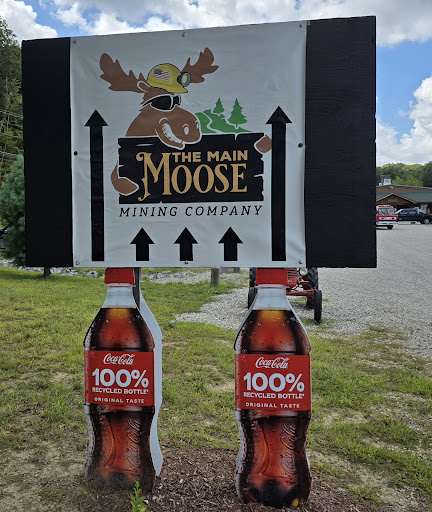 THE MAIN
MOOSE
MINING COMPANY
Coca-Cola
100%
RECYCLED BOTTLE*
ORIGINAL TASTE
Coca-Cola
100%
RECYCLED BOTTLE*
ORIGINAL TASTE